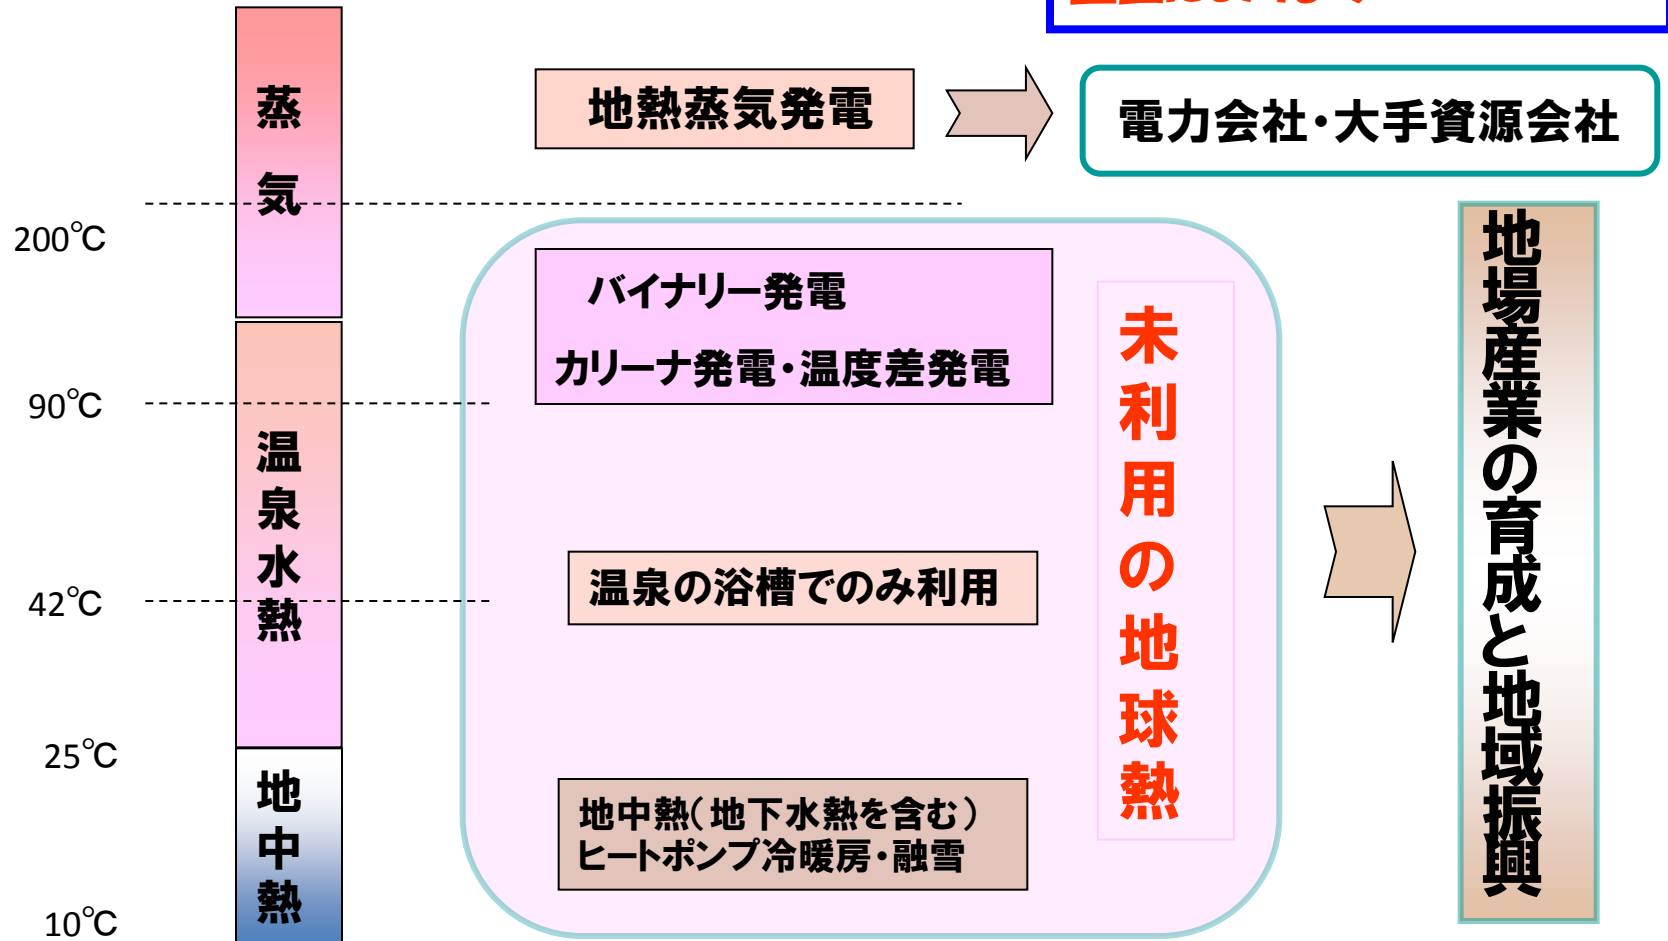 地熱蒸気発電
電力会社・大手資源会社
蒸気
200℃
バイナリー発電
カリーナ発電・温度差発電
90℃
温泉水熱
温泉の浴槽でのみ利用
42℃
25℃
地中熱（地下水熱を含む）
ヒートポンプ冷暖房・融雪
地中熱
10℃
未利用の地球熱
地場産業の育成と地域振興